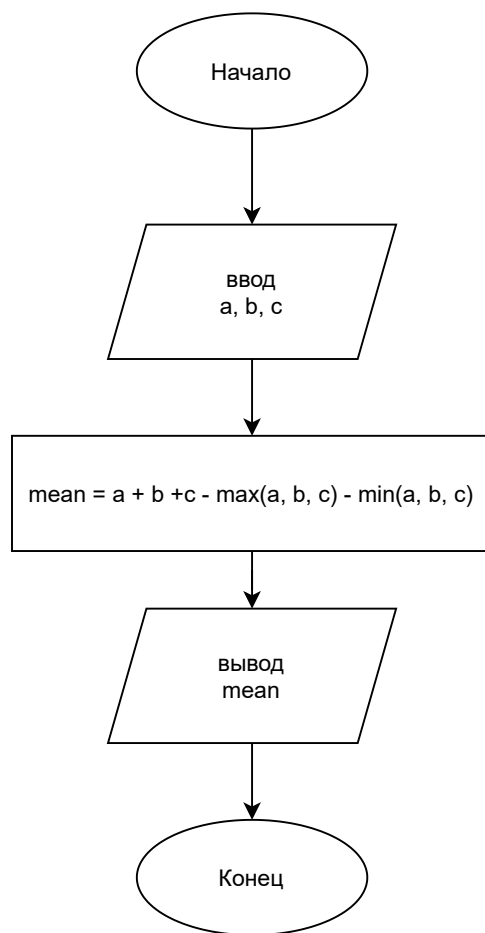 Начало
ввод
a, b, c
mean = a + b +c - max(a, b, c) - min(a, b, c)
вывод
mean
Конец